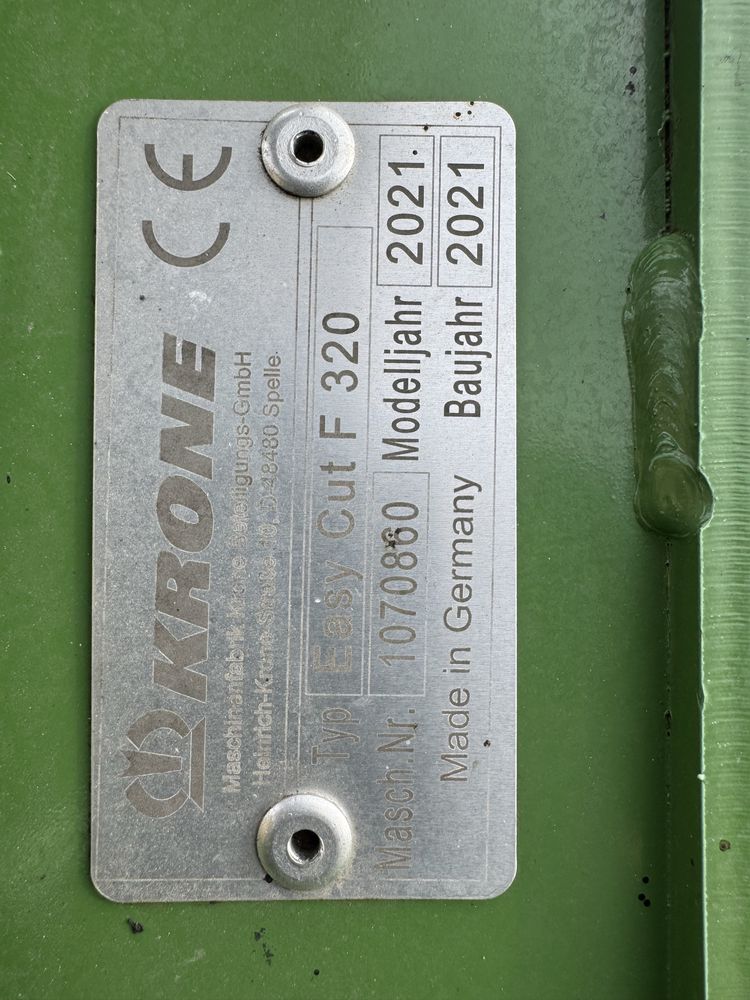 KRONE CE
Maschinenfabrik Krone Beteiligungs-GmbH
Heinrich-Krone-Straße 10, D-48480 Spelle
Typ Easy Cut F 320
Masch.Nr. 1070860 Modelljahr 2021
Made in Germany Baujahr 2021